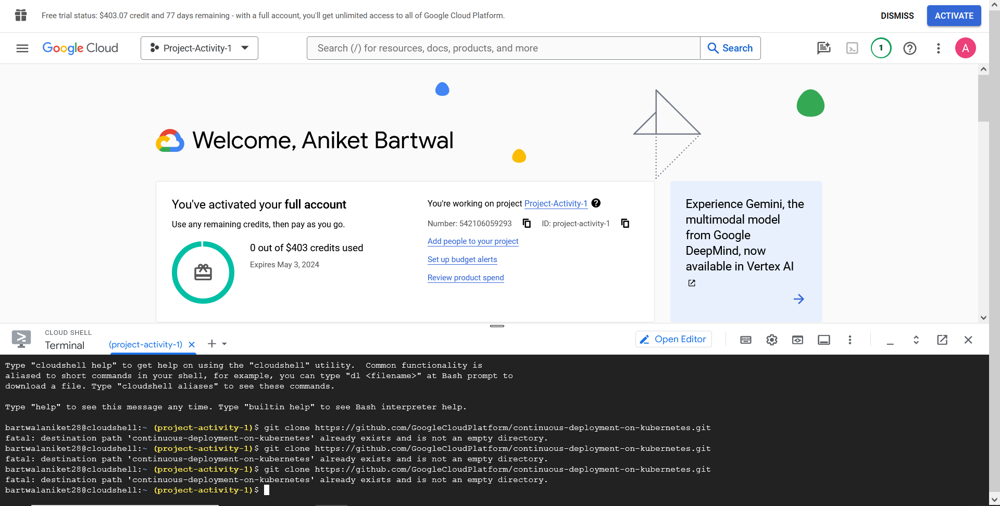 Free trial status: $403.07 credit and 77 days remaining - with a full account, you'll get unlimited access to all of Google Cloud Platform.
DISMISS
ACTIVATE
Google Cloud
Project-Activity-1
Search (/) for resources, docs, products, and more
Search
1
A
Welcome, Aniket Bartwal
You've activated your full account
Use any remaining credits, then pay as you go.
0 out of $403 credits used
Expires May 3, 2024
You're working on project Project-Activity-1
Number: 542106059293
ID: project-activity-1
Add people to your project
Set up budget alerts
Review product spend
Experience Gemini, the
multimodal model
from Google
DeepMind, now
available in Vertex AI
CLOUD SHELL
Terminal
(project-activity-1)
Open Editor
Type "cloudshell help" to get help on using the "cloudshell" utility.  Common functionality is
aliased to short commands in your shell, for example, you can type "dl <filename>" at Bash prompt to
download a file. Type "cloudshell aliases" to see these commands.
Type "help" to see this message any time. Type "builtin help" to see Bash interpreter help.
bartwalaniket28@cloudshell:~ (project-activity-1)$ git clone https://github.com/GoogleCloudPlatform/continuous-deployment-on-kubernetes.git
fatal: destination path 'continuous-deployment-on-kubernetes' already exists and is not an empty directory.
bartwalaniket28@cloudshell:~ (project-activity-1)$ git clone https://github.com/GoogleCloudPlatform/continuous-deployment-on-kubernetes.git
fatal: destination path 'continuous-deployment-on-kubernetes' already exists and is not an empty directory.
bartwalaniket28@cloudshell:~ (project-activity-1)$ git clone https://github.com/GoogleCloudPlatform/continuous-deployment-on-kubernetes.git
fatal: destination path 'continuous-deployment-on-kubernetes' already exists and is not an empty directory.
bartwalaniket28@cloudshell:~ (project-activity-1)$